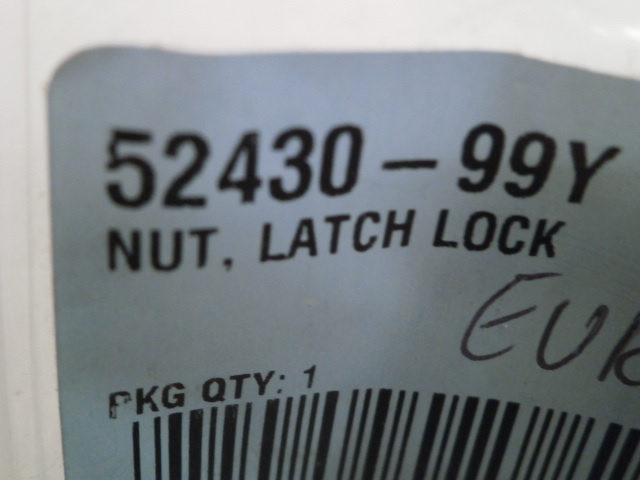 52430-99Y
NUT, LATCH LOCK
PKG QTY: 1